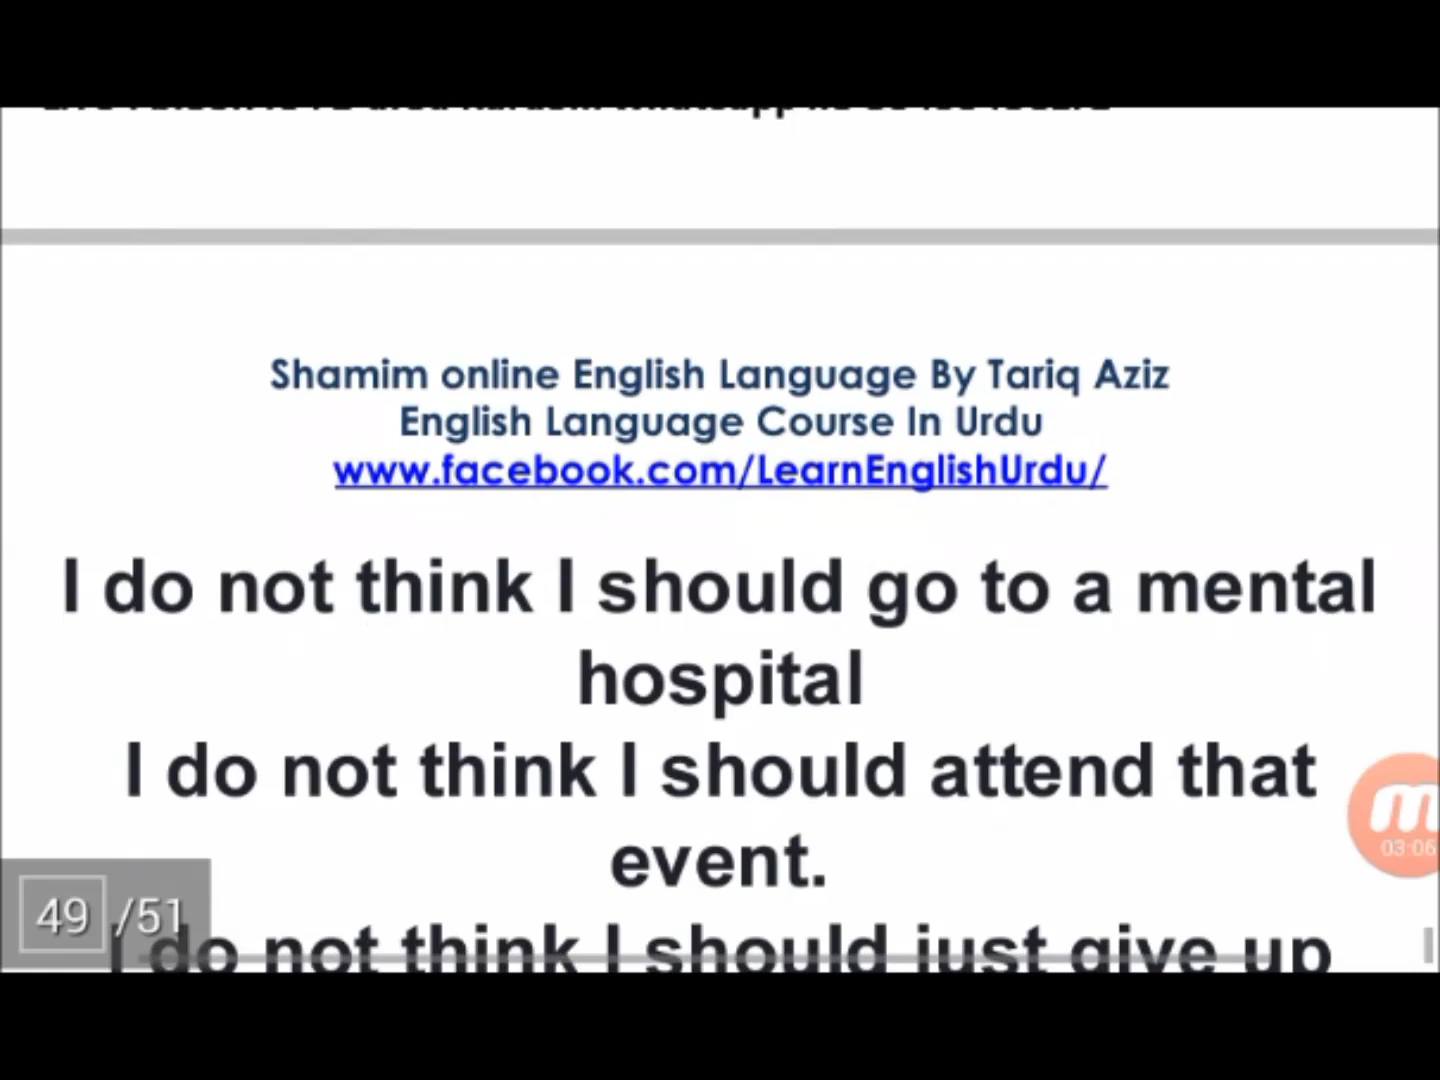 Shamim online English Language By Tariq Aziz
English Language Course In Urdu
www.facebook.com/LearnEnglishUrdu/
I do not think I should go to a mental
hospital
I do not think I should attend that
event.
I do not think I should just give up
49 /51
03:06